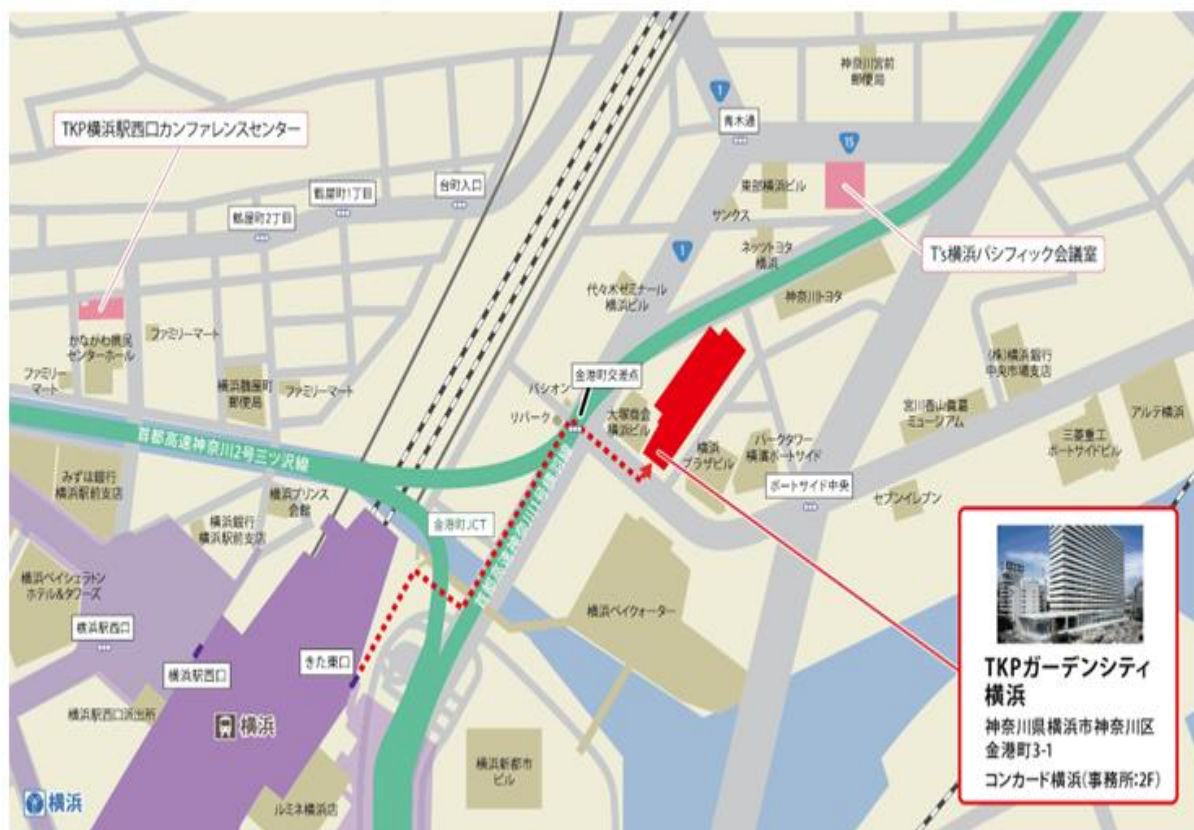 神奈川宮前
郵便局
1
青木通
15
TKP横浜駅西口カンファレンスセンター
東部横浜ビル
台町入口
鶴屋町1丁目
鶴屋町2丁目
サンクス
ネッツトヨタ
横浜
T's横浜パシフィック会議室
1
代々木ゼミナール
横浜ビル
神奈川トヨタ
かながわ県民
センターホール
ファミリーマート
ファミリー
マート
横浜鶴屋町
郵便局
ファミリーマート
パシオン
リパーク
金港町交差点
大塚商会
横浜ビル
横浜
プラザビル
パークタワー
横濱ポートサイド
宮川香山眞葛
ミュージアム
(株)横浜銀行
中央市場支店
アルテ横浜
三菱重工
ポートサイドビル
セブンイレブン
ポートサイド中央
首都高速神奈川2号三ツ沢線
首都高速神奈川1号横羽線
みずほ銀行
横浜駅前支店
横浜銀行
横浜駅前支店
横浜プリンス
会館
金港町JCT
横浜ベイシェラトン
ホテル&タワーズ
横浜駅西口
横浜駅西口
きた東口
横浜ベイクォーター
横浜駅西口派出所
横浜
横浜新都市
ビル
ルミネ横浜店
横浜
TKPガーデンシティ
横浜
神奈川県横浜市神奈川区
金港町3-1
コンカード横浜(事務所:2F)